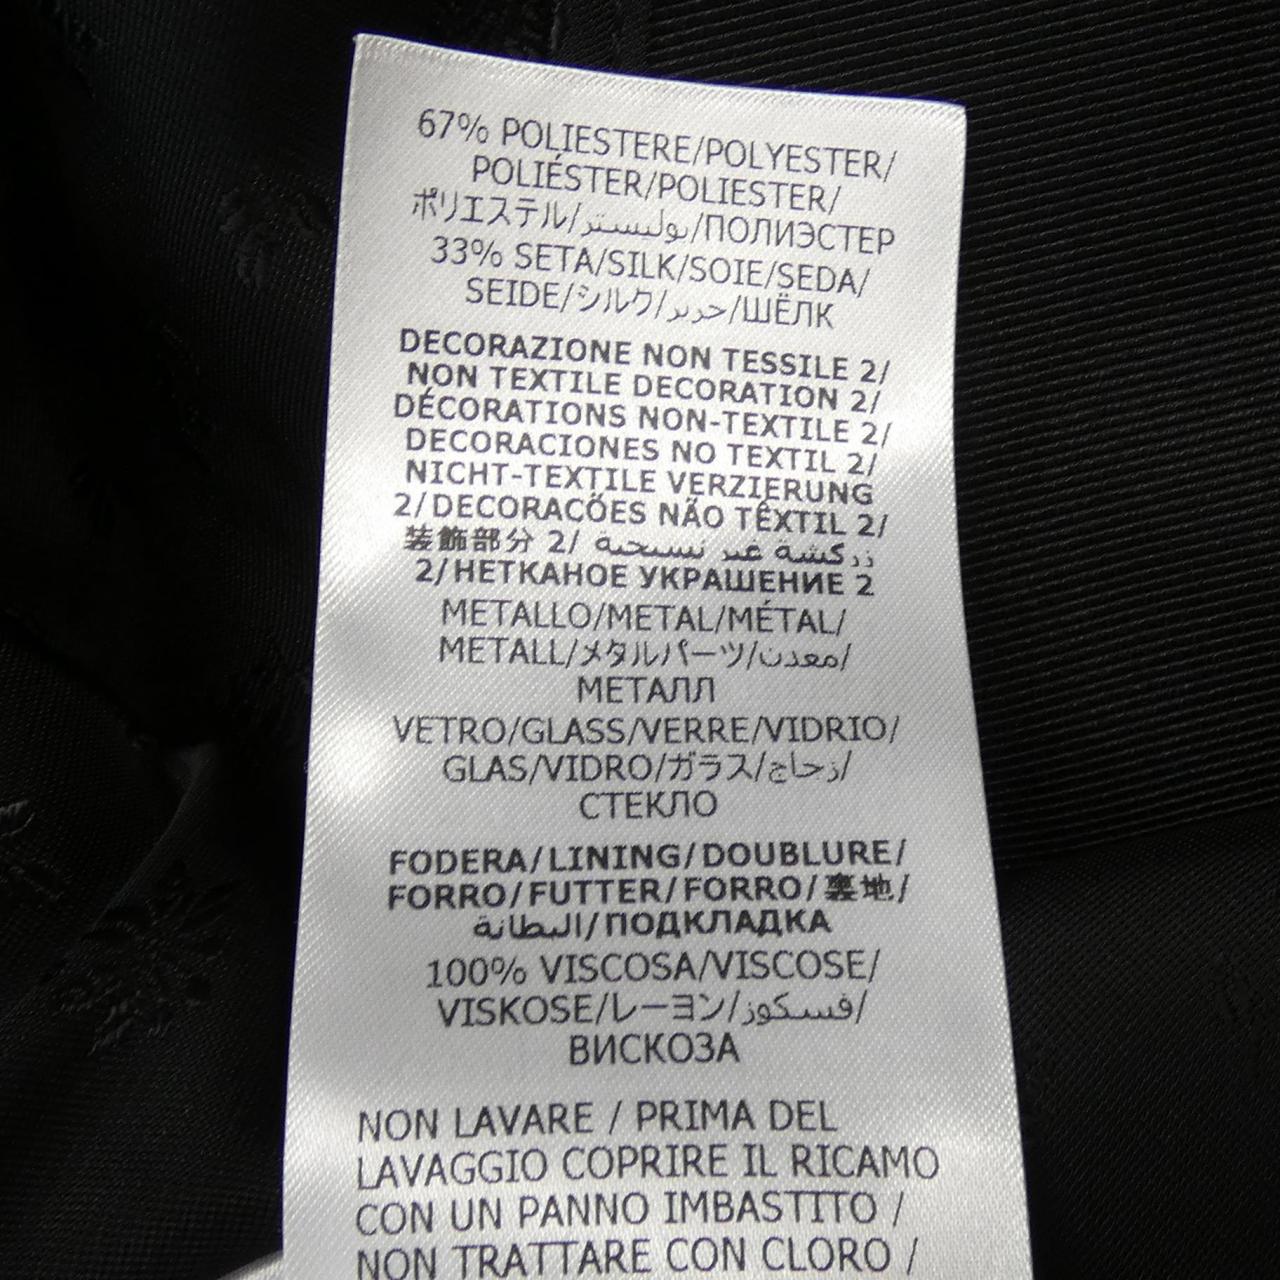 67% POLIESTERE/POLYESTER/
POLIÉSTER/POLIESTER/
ポリエステル/بوليستر/ПОЛИЭСТЕР
33% SETA/SILK/SOIE/SEDA/
SEIDE/シルク/حرير/ШЁЛК
DECORAZIONE NON TESSILE 2/
NON TEXTILE DECORATION 2/
DÉCORATIONS NON-TEXTILE 2/
DECORACIONES NO TEXTIL 2/
NICHT-TEXTILE VERZIERUNG
2/DECORACÕES NÃO TÊXTIL 2/
装飾部分 2/ زركشة غير نسيجية
2/НЕТКАНОЕ УКРАШЕНИЕ 2
METALLO/METAL/MÉTAL/
METALL/メタルパーツ/معدن/
МЕТАЛЛ
VETRO/GLASS/VERRE/VIDRIO/
GLAS/VIDRO/ガラス/زجاج/
СТЕКЛО
FODERA/LINING/DOUBLURE/
FORRO/FUTTER/FORRO/裏地/
البطانة/ПОДКЛАДКА
100% VISCOSA/VISCOSE/
VISKOSE/レーヨン/فسكوز/
ВИСКОЗА
NON LAVARE / PRIMA DEL
LAVAGGIO COPRIRE IL RICAMO
CON UN PANNO IMBASTITO /
NON TRATTARE CON CLORO /